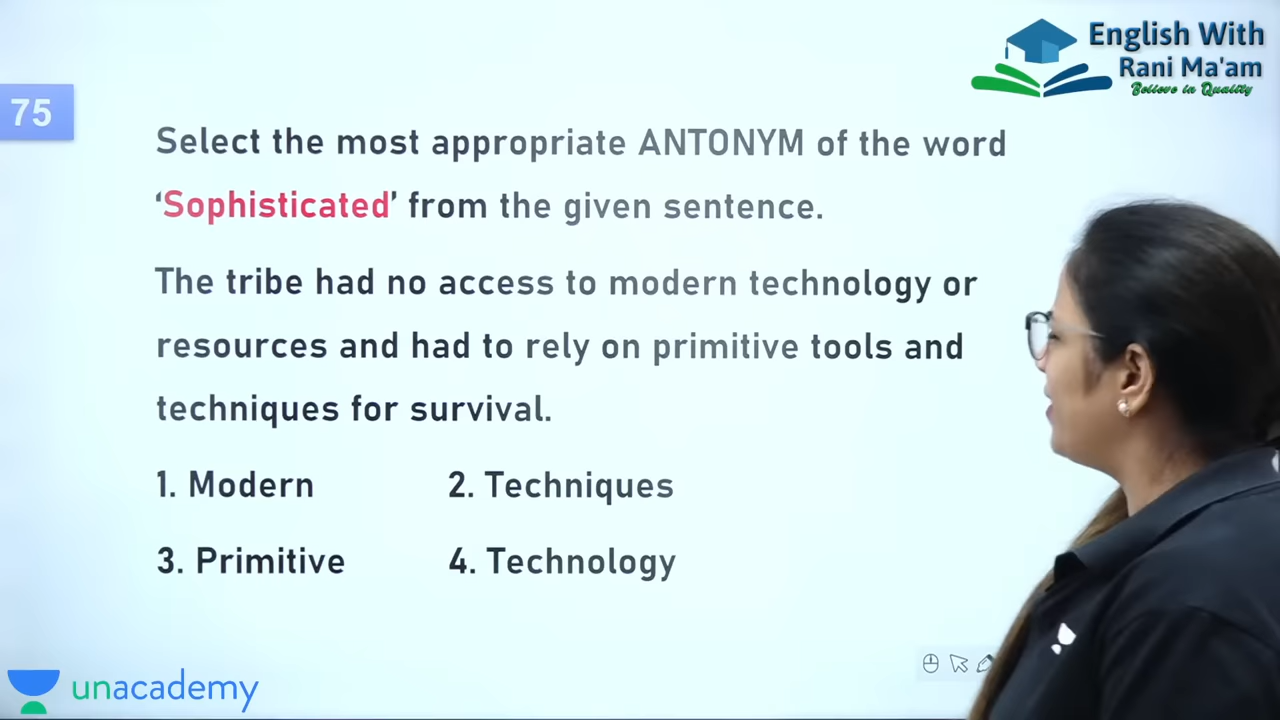 English With
Rani Ma'am
Believe in Quality
75
Select the most appropriate ANTONYM of the word
‘Sophisticated’ from the given sentence.
The tribe had no access to modern technology or
resources and had to rely on primitive tools and
techniques for survival.
1. Modern 2. Techniques
3. Primitive 4. Technology
unacademy